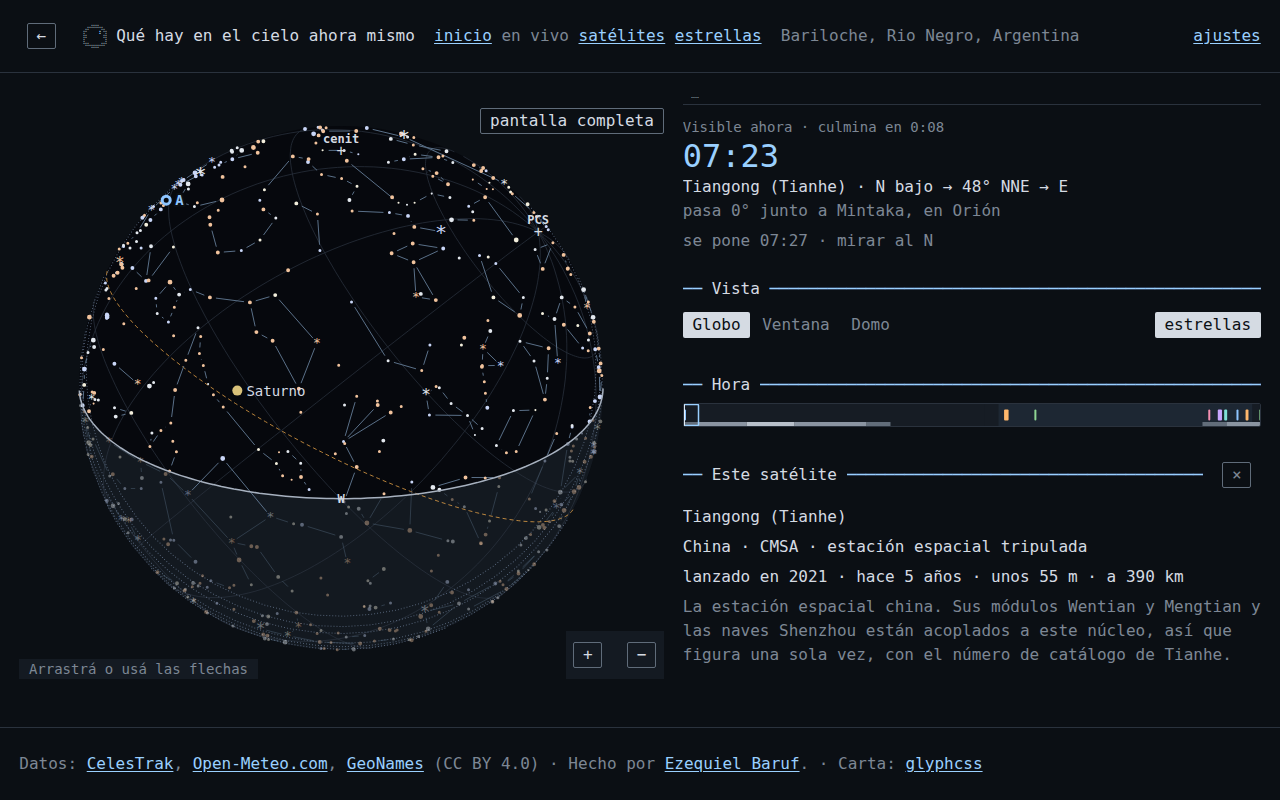 ← Qué hay en el cielo ahora mismo inicio en vivo satélites estrellas Bariloche, Rio Negro, Argentina ajustes
pantalla completa
cenit
+
A
PCS
+
Saturno
W
+ −
Arrastrá o usá las flechas
Visible ahora · culmina en 0:08
07:23
Tiangong (Tianhe) · N bajo → 48° NNE → E
pasa 0° junto a Mintaka, en Orión
se pone 07:27 · mirar al N
Vista
Globo Ventana Domo estrellas
Hora
Este satélite ×
Tiangong (Tianhe)
China · CMSA · estación espacial tripulada
lanzado en 2021 · hace 5 años · unos 55 m · a 390 km
La estación espacial china. Sus módulos Wentian y Mengtian y
las naves Shenzhou están acoplados a este núcleo, así que
figura una sola vez, con el número de catálogo de Tianhe.
Datos: CelesTrak, Open-Meteo.com, GeoNames (CC BY 4.0) · Hecho por Ezequiel Baruf. · Carta: glyphcss